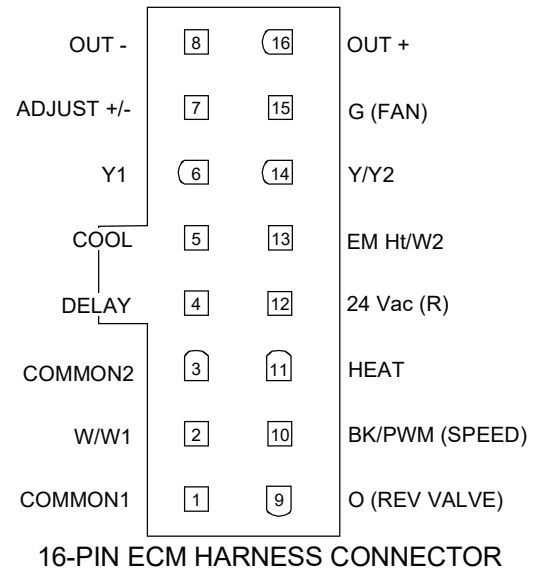 OUT - 8 16 OUT +
ADJUST +/- 7 15 G (FAN)
Y1 6 14 Y/Y2
COOL 5 13 EM Ht/W2
DELAY 4 12 24 Vac (R)
COMMON2 3 11 HEAT
W/W1 2 10 BK/PWM (SPEED)
COMMON1 1 9 O (REV VALVE)
16-PIN ECM HARNESS CONNECTOR